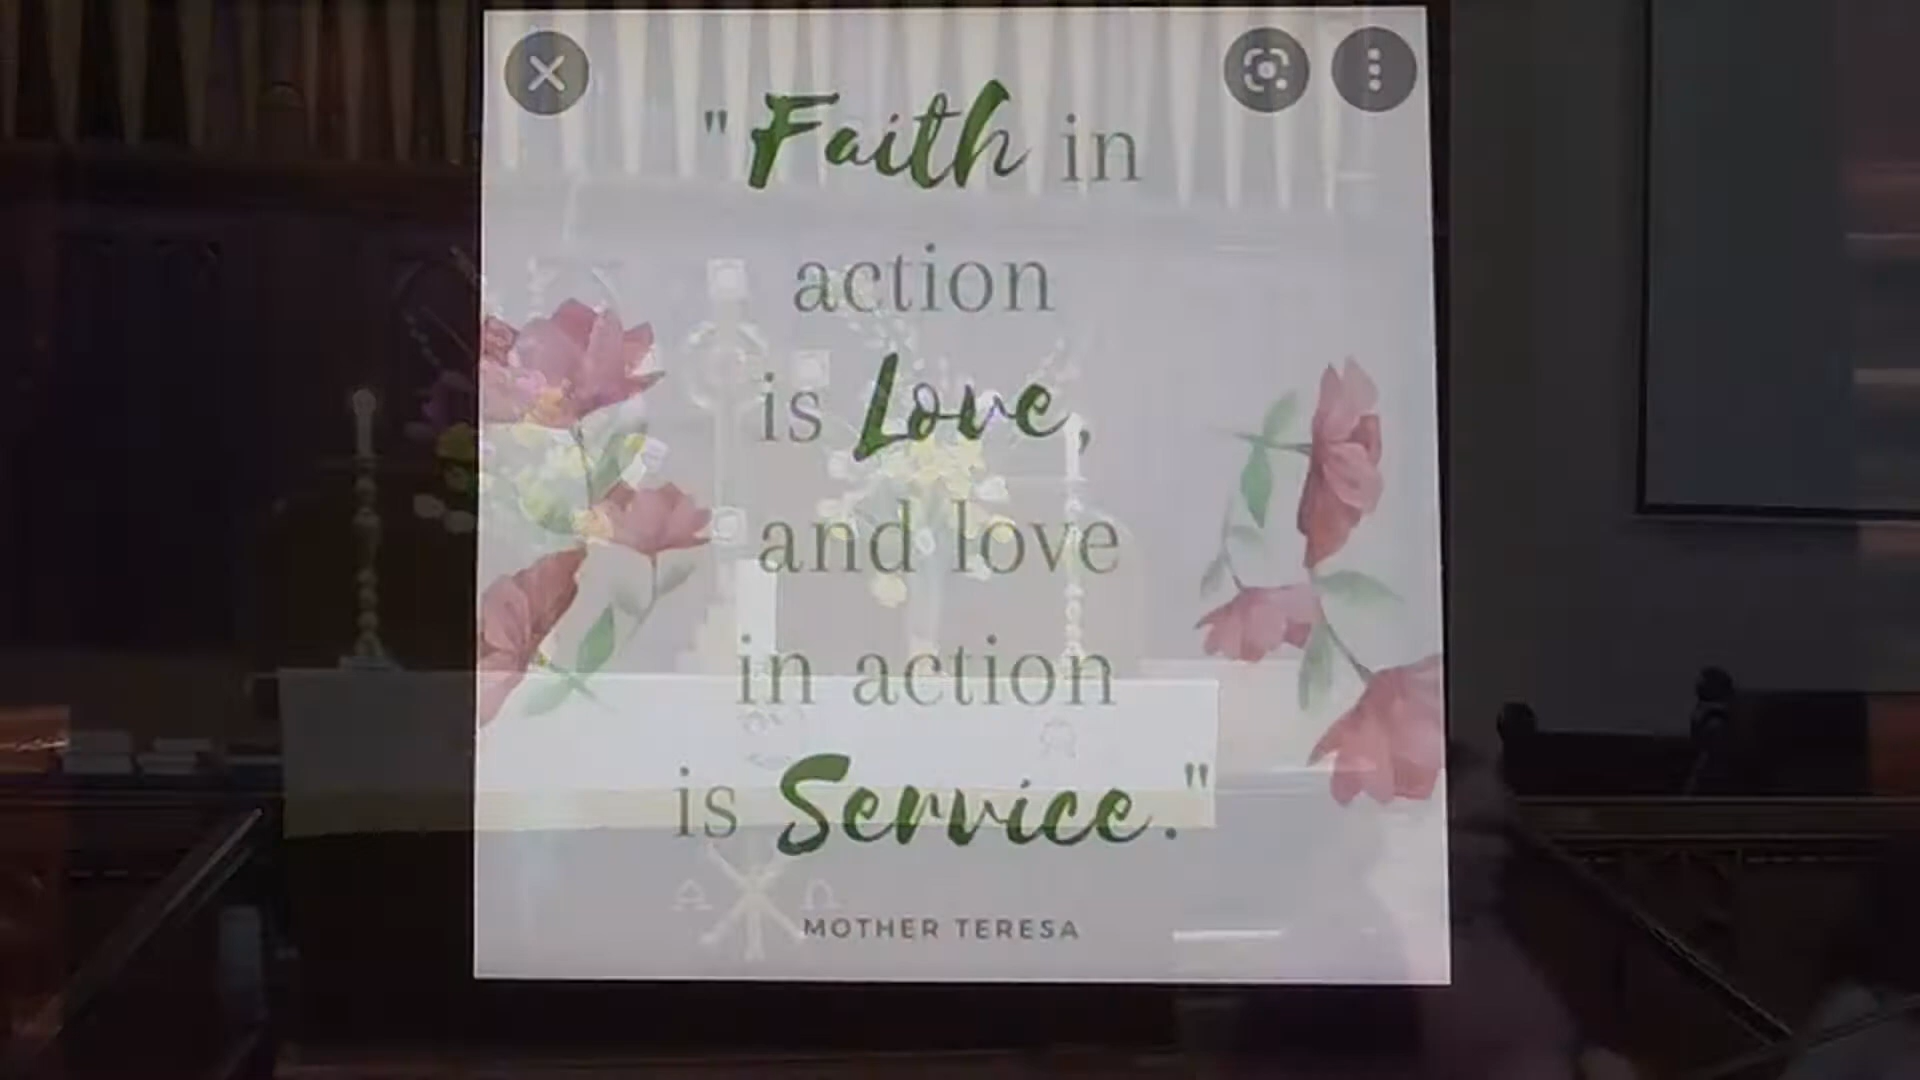 "Faith in
action
is Love,
and love
in action
is Service."
Α Ω
MOTHER TERESA